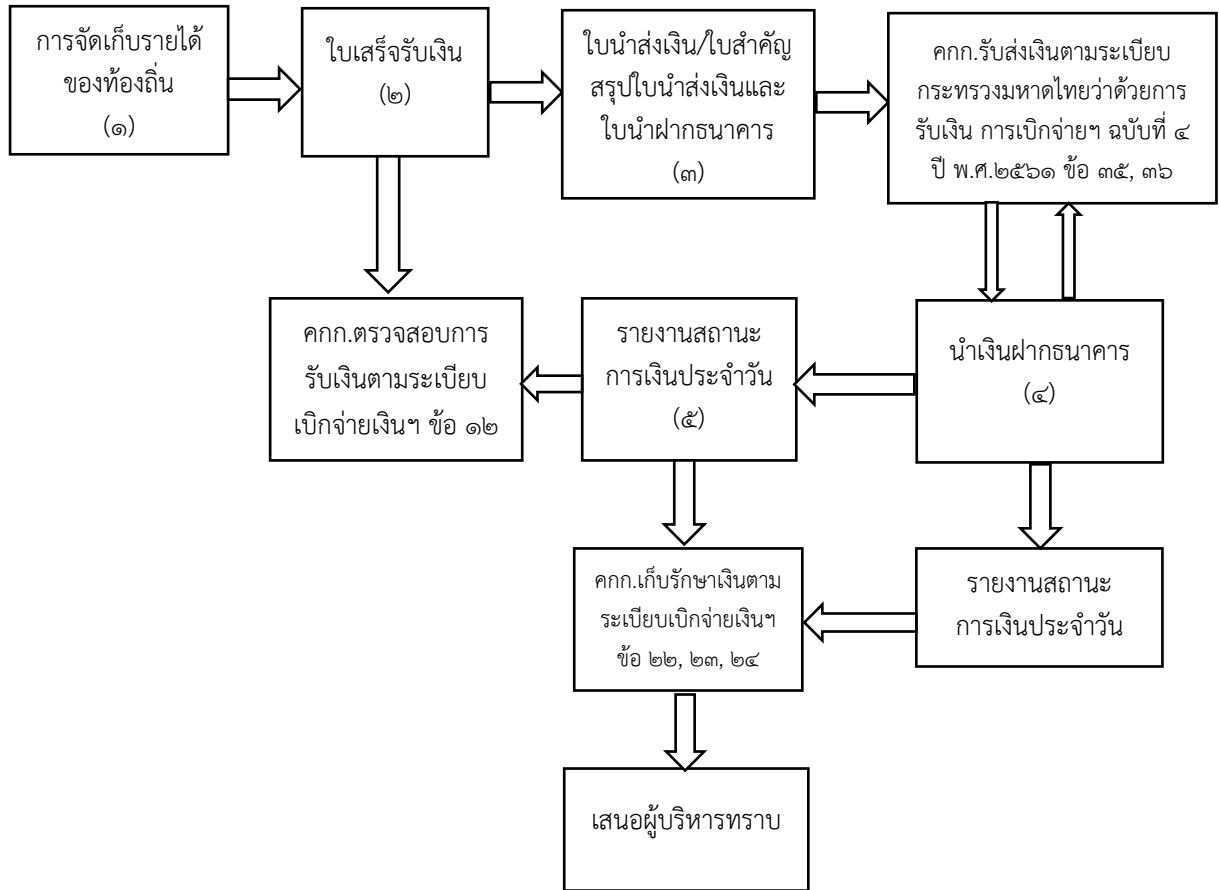 การจัดเก็บรายได้
ของท้องถิ่น
(๑)
ใบเสร็จรับเงิน
(๒)
ใบนำส่งเงิน/ใบสำคัญ
สรุปใบนำส่งเงินและ
ใบนำฝากธนาคาร
(๓)
คกก.รับส่งเงินตามระเบียบ
กระทรวงมหาดไทยว่าด้วยการ
รับเงิน การเบิกจ่ายฯ ฉบับที่ ๔
ปี พ.ศ.๒๕๖๑ ข้อ ๓๕, ๓๖
คกก.ตรวจสอบการ
รับเงินตามระเบียบ
เบิกจ่ายเงินฯ ข้อ ๑๒
รายงานสถานะ
การเงินประจำวัน
(๕)
นำเงินฝากธนาคาร
(๔)
คกก.เก็บรักษาเงินตาม
ระเบียบเบิกจ่ายเงินฯ
ข้อ ๒๒, ๒๓, ๒๔
รายงานสถานะ
การเงินประจำวัน
เสนอผู้บริหารทราบ